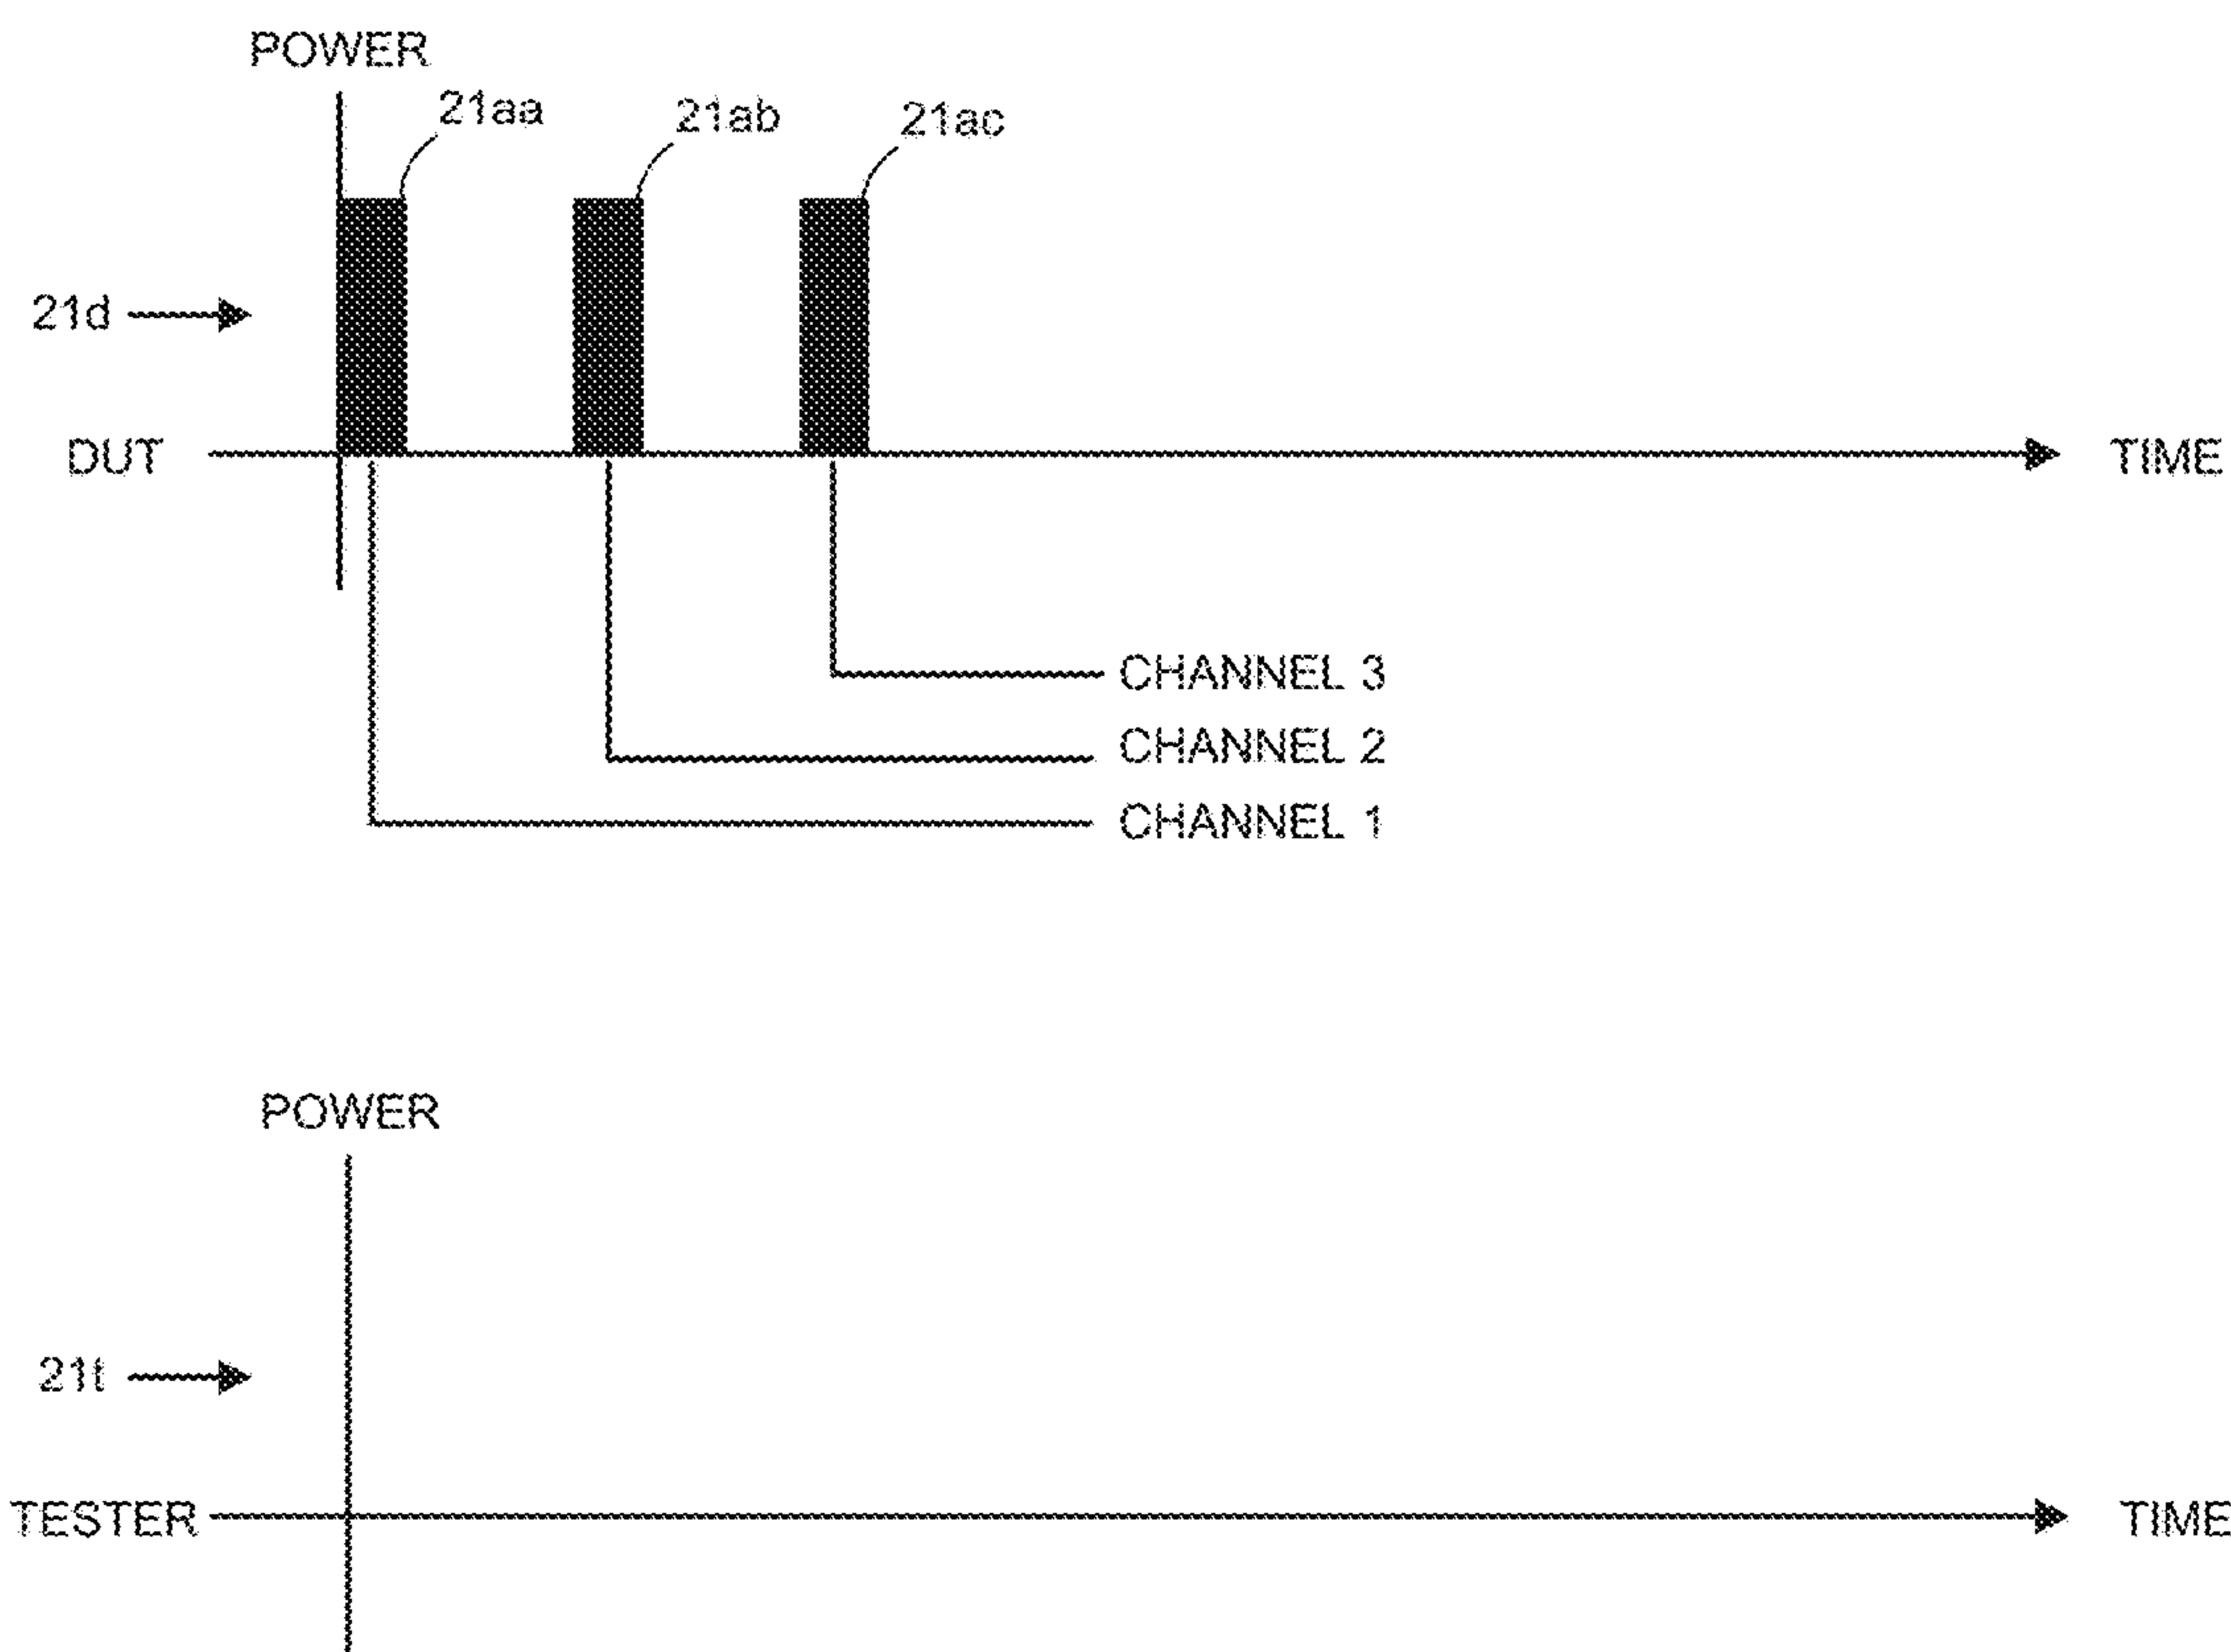 POWER
21aa
21ab
21ac
21d
DUT
TIME
CHANNEL 3
CHANNEL 2
CHANNEL 1
POWER
21t
TESTER
TIME